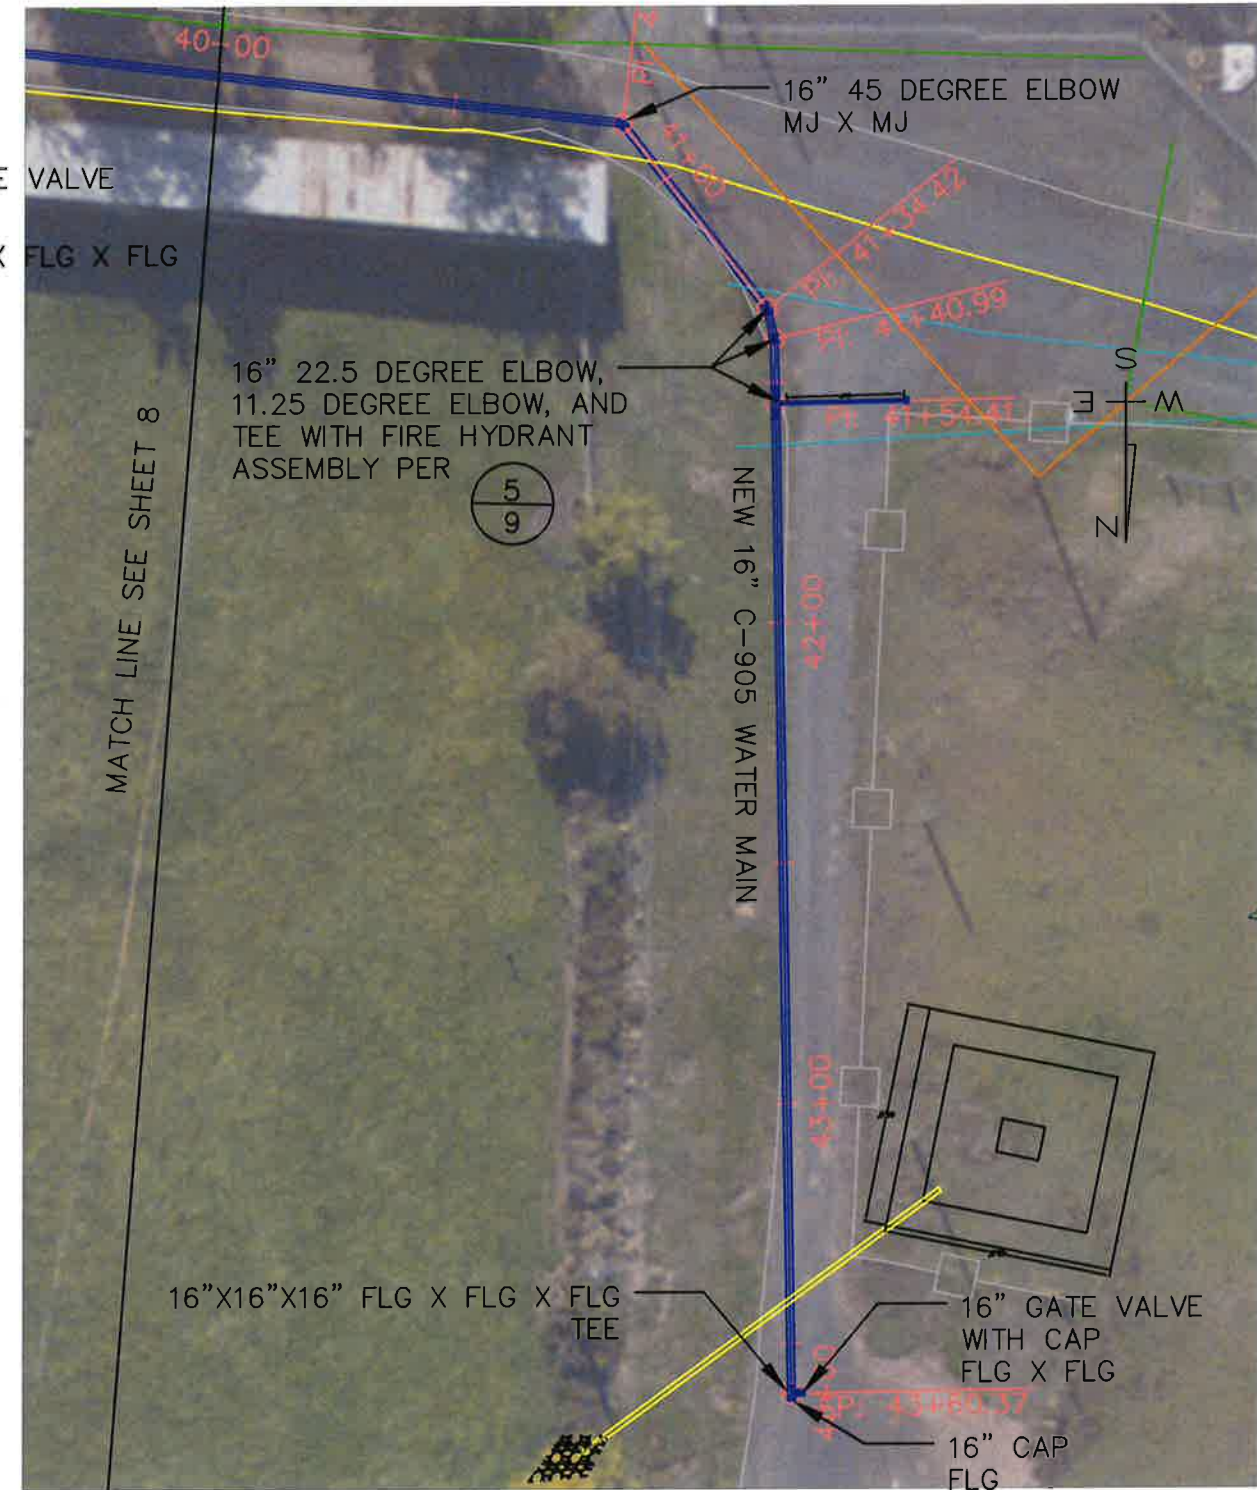 40+00
16" 45 DEGREE ELBOW
MJ X MJ
VALVE
X FLG X FLG
41+00
PI: 41+34.42
PI: 41+40.99
16" 22.5 DEGREE ELBOW,
11.25 DEGREE ELBOW, AND
TEE WITH FIRE HYDRANT
ASSEMBLY PER
5
9
PI: 41+54.41
S
E
W
N
MATCH LINE SEE SHEET 8
NEW 16" C-905 WATER MAIN
42+00
43+00
16"X16"X16" FLG X FLG X FLG
TEE
16" GATE VALVE
WITH CAP
FLG X FLG
EP: 43+60.37
16" CAP
FLG